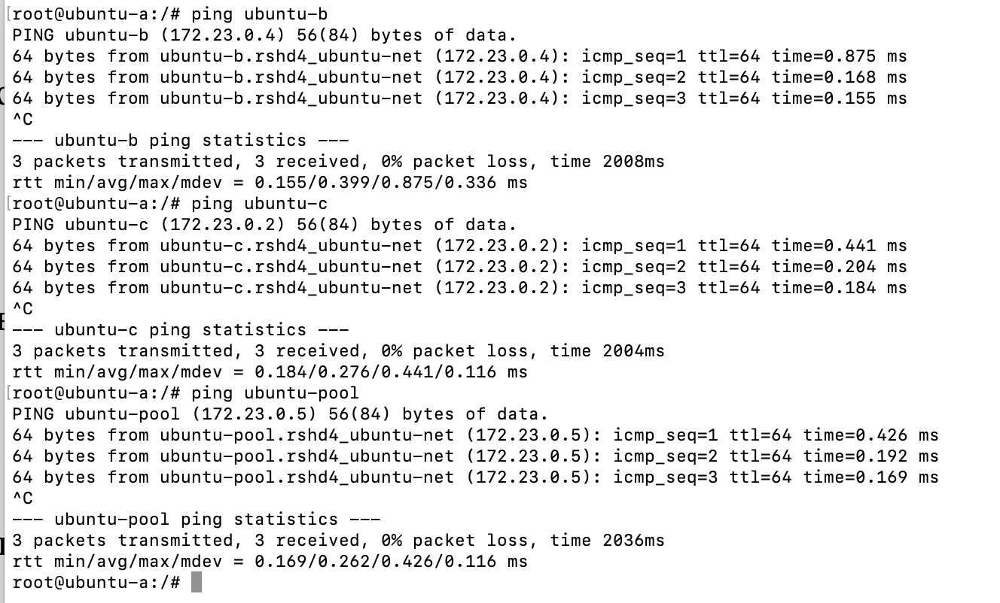 [root@ubuntu-a:/# ping ubuntu-b
PING ubuntu-b (172.23.0.4) 56(84) bytes of data.
64 bytes from ubuntu-b.rshd4_ubuntu-net (172.23.0.4): icmp_seq=1 ttl=64 time=0.875 ms
64 bytes from ubuntu-b.rshd4_ubuntu-net (172.23.0.4): icmp_seq=2 ttl=64 time=0.168 ms
64 bytes from ubuntu-b.rshd4_ubuntu-net (172.23.0.4): icmp_seq=3 ttl=64 time=0.155 ms
^C
--- ubuntu-b ping statistics ---
3 packets transmitted, 3 received, 0% packet loss, time 2008ms
rtt min/avg/max/mdev = 0.155/0.399/0.875/0.336 ms
[root@ubuntu-a:/# ping ubuntu-c
PING ubuntu-c (172.23.0.2) 56(84) bytes of data.
64 bytes from ubuntu-c.rshd4_ubuntu-net (172.23.0.2): icmp_seq=1 ttl=64 time=0.441 ms
64 bytes from ubuntu-c.rshd4_ubuntu-net (172.23.0.2): icmp_seq=2 ttl=64 time=0.204 ms
64 bytes from ubuntu-c.rshd4_ubuntu-net (172.23.0.2): icmp_seq=3 ttl=64 time=0.184 ms
^C
--- ubuntu-c ping statistics ---
3 packets transmitted, 3 received, 0% packet loss, time 2004ms
rtt min/avg/max/mdev = 0.184/0.276/0.441/0.116 ms
[root@ubuntu-a:/# ping ubuntu-pool
PING ubuntu-pool (172.23.0.5) 56(84) bytes of data.
64 bytes from ubuntu-pool.rshd4_ubuntu-net (172.23.0.5): icmp_seq=1 ttl=64 time=0.426 ms
64 bytes from ubuntu-pool.rshd4_ubuntu-net (172.23.0.5): icmp_seq=2 ttl=64 time=0.192 ms
64 bytes from ubuntu-pool.rshd4_ubuntu-net (172.23.0.5): icmp_seq=3 ttl=64 time=0.169 ms
^C
--- ubuntu-pool ping statistics ---
3 packets transmitted, 3 received, 0% packet loss, time 2036ms
rtt min/avg/max/mdev = 0.169/0.262/0.426/0.116 ms
root@ubuntu-a:/#